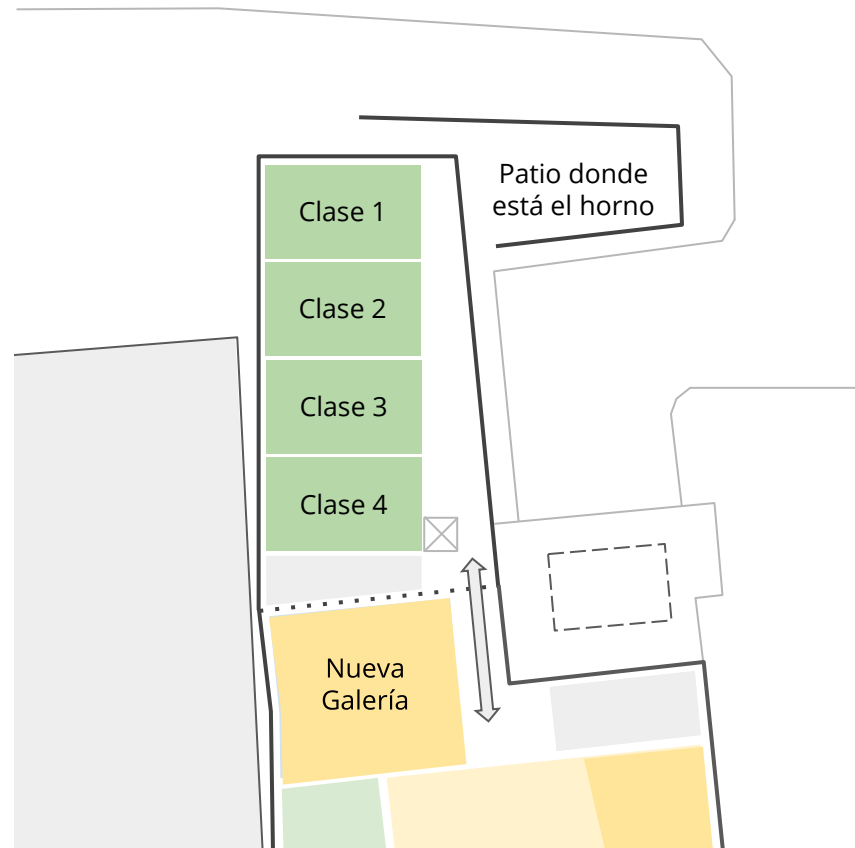 Patio donde
está el horno
Clase 1
Clase 2
Clase 3
Clase 4
Nueva
Galería